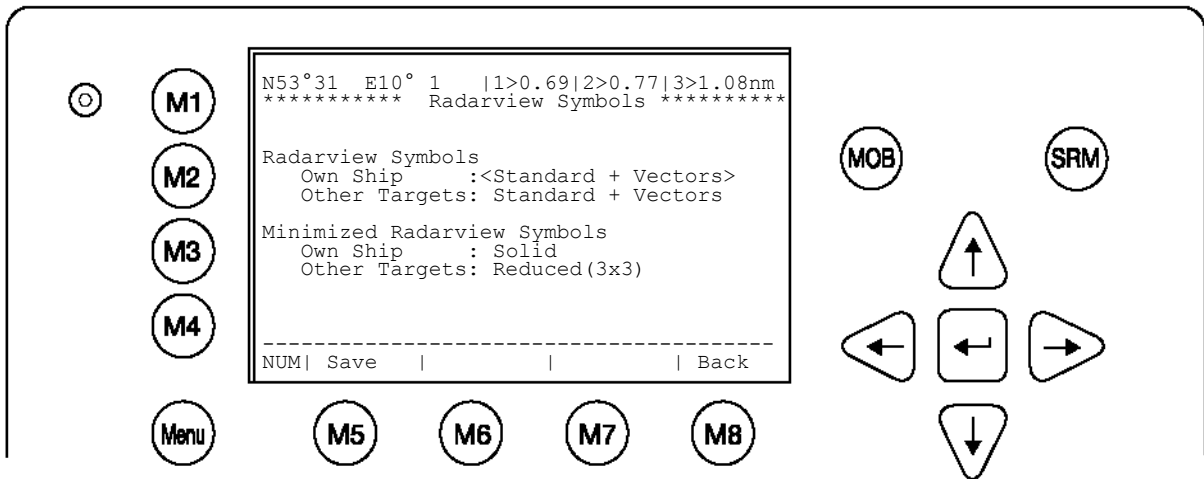 N53°31 E10° 1 |1>0.69|2>0.77|3>1.08nm
*********** Radarview Symbols **********
Radarview Symbols
Own Ship :<Standard + Vectors>
Other Targets: Standard + Vectors
Minimized Radarview Symbols
Own Ship : Solid
Other Targets: Reduced(3x3)
----------------------------------------
NUM| Save | | | Back
M1
M2
M3
M4
Menu
M5
M6
M7
M8
MOB
SRM